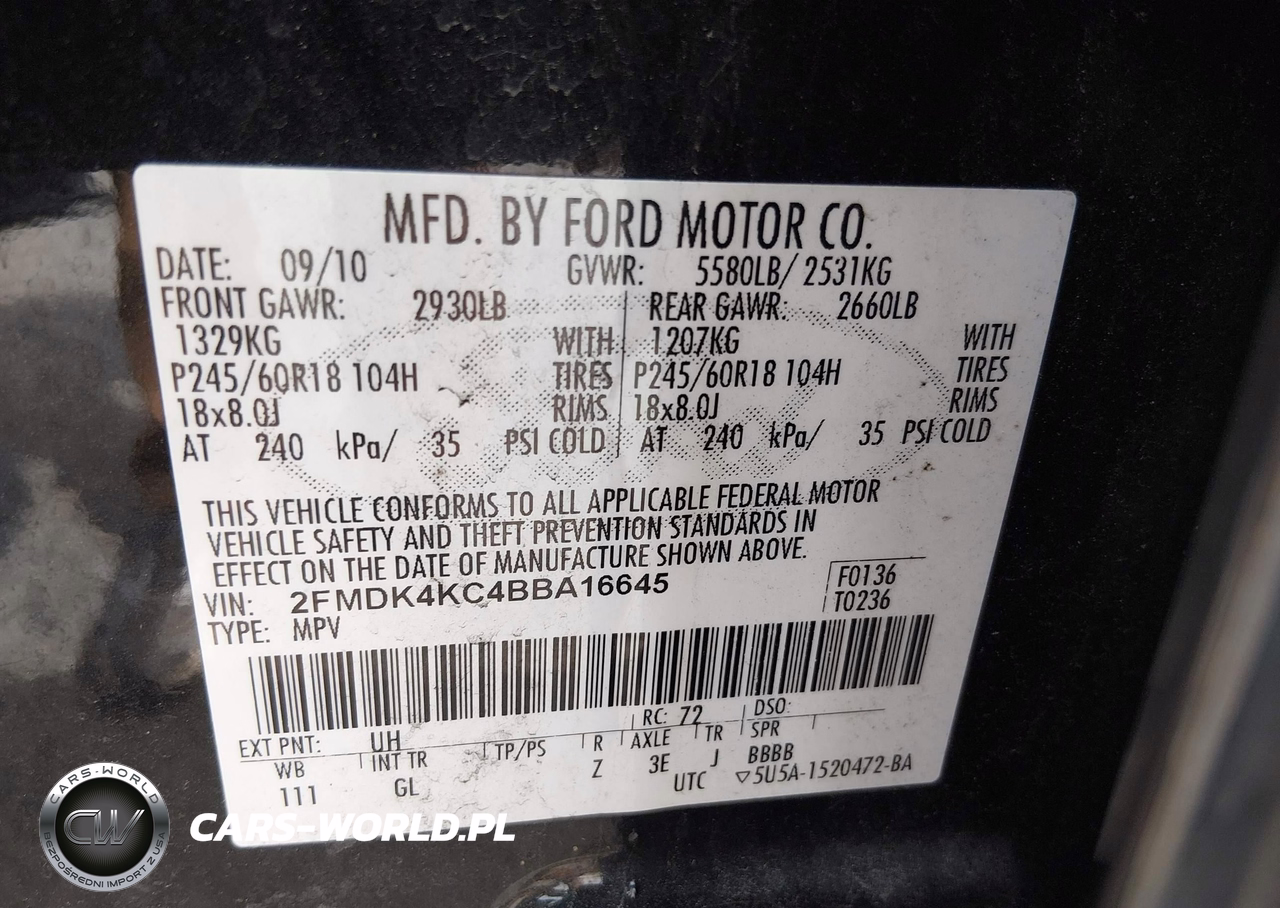 MFD. BY FORD MOTOR CO.
DATE: 09/10 GVWR: 5580LB/ 2531KG
FRONT GAWR: 2930LB REAR GAWR: 2660LB
1329KG WITH 1207KG WITH
P245/60R18 104H TIRES P245/60R18 104H TIRES
18x8.0J RIMS 18x8.0J RIMS
AT 240 kPa/ 35 PSI COLD AT 240 kPa/ 35 PSI COLD
THIS VEHICLE CONFORMS TO ALL APPLICABLE FEDERAL MOTOR
VEHICLE SAFETY AND THEFT PREVENTION STANDARDS IN
EFFECT ON THE DATE OF MANUFACTURE SHOWN ABOVE.
VIN: 2FMDK4KC4BBA16645 F0136
TYPE: MPV T0236
EXT PNT: UH RC: 72 DSO:
WB INT TR TP/PS R AXLE TR SPR
111 GL Z 3E J BBBB
UTC ▽5U5A-1520472-BA
CARS-WORLD
CW
BEZPOŚREDNI IMPORT Z USA
CARS-WORLD.PL